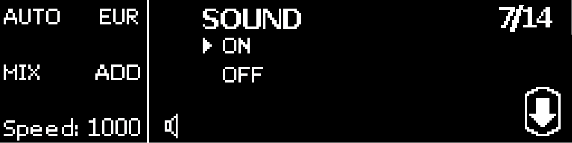 AUTO EUR
MIX ADD
Speed: 1000
SOUND 7/14
ON
OFF